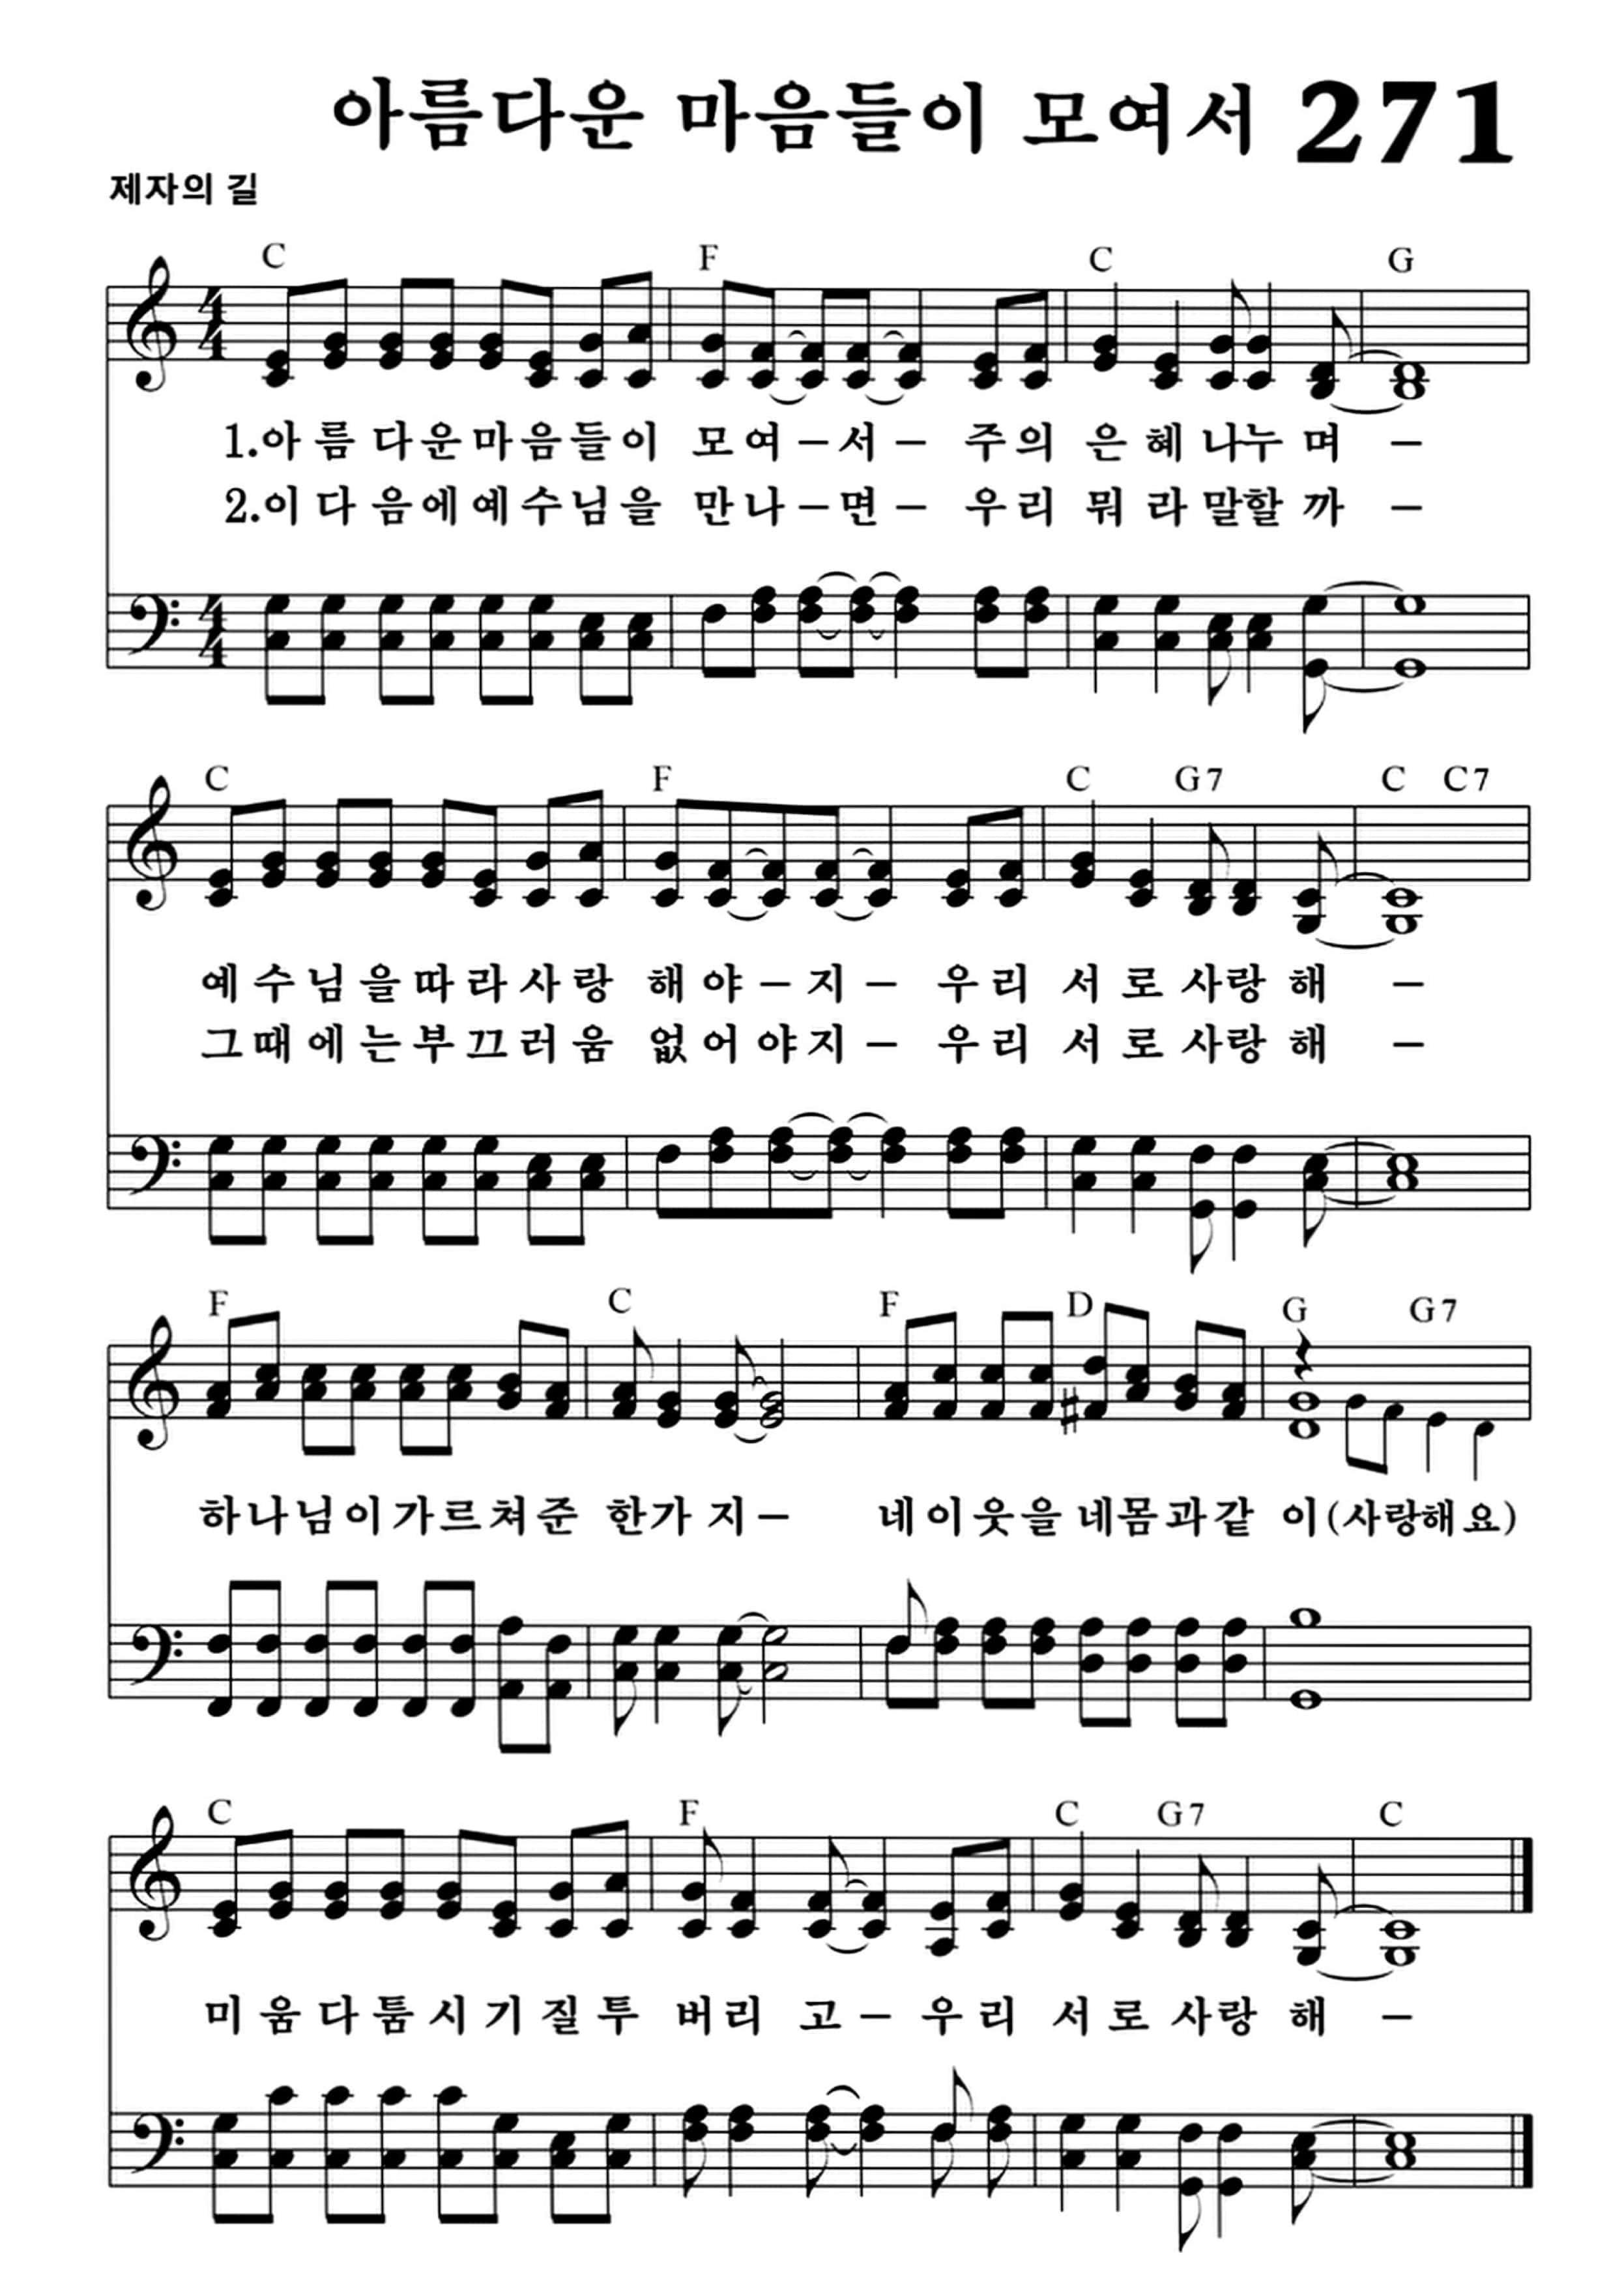 아름다운 마음들이 모여서 271
제자의 길
C F C G
4 4
1.아 름 다운마음들이 모여-서- 주의 은혜 나누며 -
2.이다음에예수님을 만나-면- 우리 뭐라말할까 -
4 4
C F C G7 C C7
예수님을따라사랑 해야-지- 우리 서로사랑해 -
그때에는부끄러움 없어야지- 우리 서로사랑해 -
F C F D G G7
하나님이가르쳐준 한가지- 네이웃을네몸과같 이(사랑해요)
C F C G7 C
미움다툼시기질투 버리고- 우리 서로사랑해 -